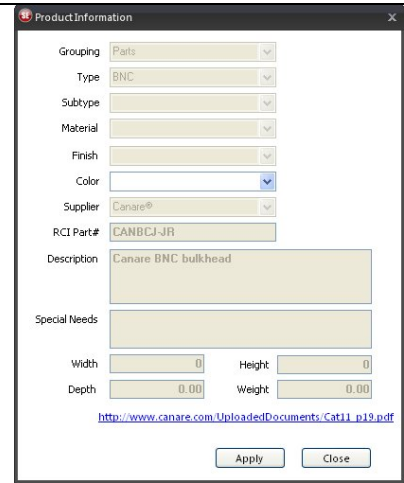 Product Information x
Grouping Parts
Type BNC
Subtype
Material
Finish
Color
Supplier Canare®
RCI Part# CANBCJ-JR
Description Canare BNC bulkhead
Special Needs
Width 0 Height 0
Depth 0.00 Weight 0.00
http://www.canare.com/UploadedDocuments/Cat11_p19.pdf
Apply Close